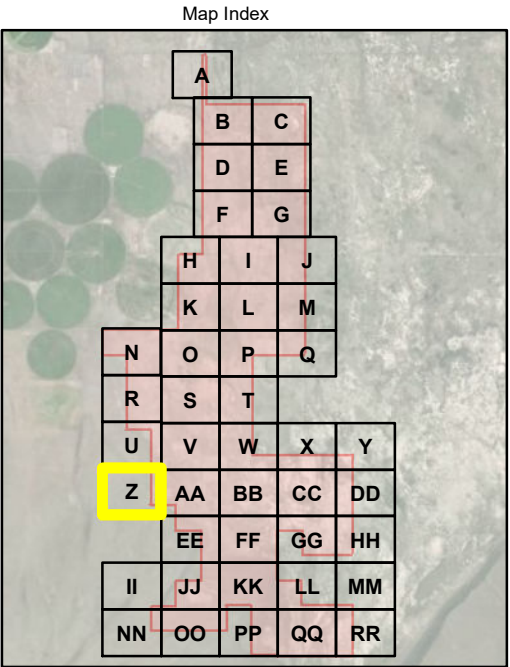 Map Index
A
B C
D E
F G
H I J
K L M
N O P Q
R S T
U V W X Y
Z AA BB CC DD
EE FF GG HH
II JJ KK LL MM
NN OO PP QQ RR